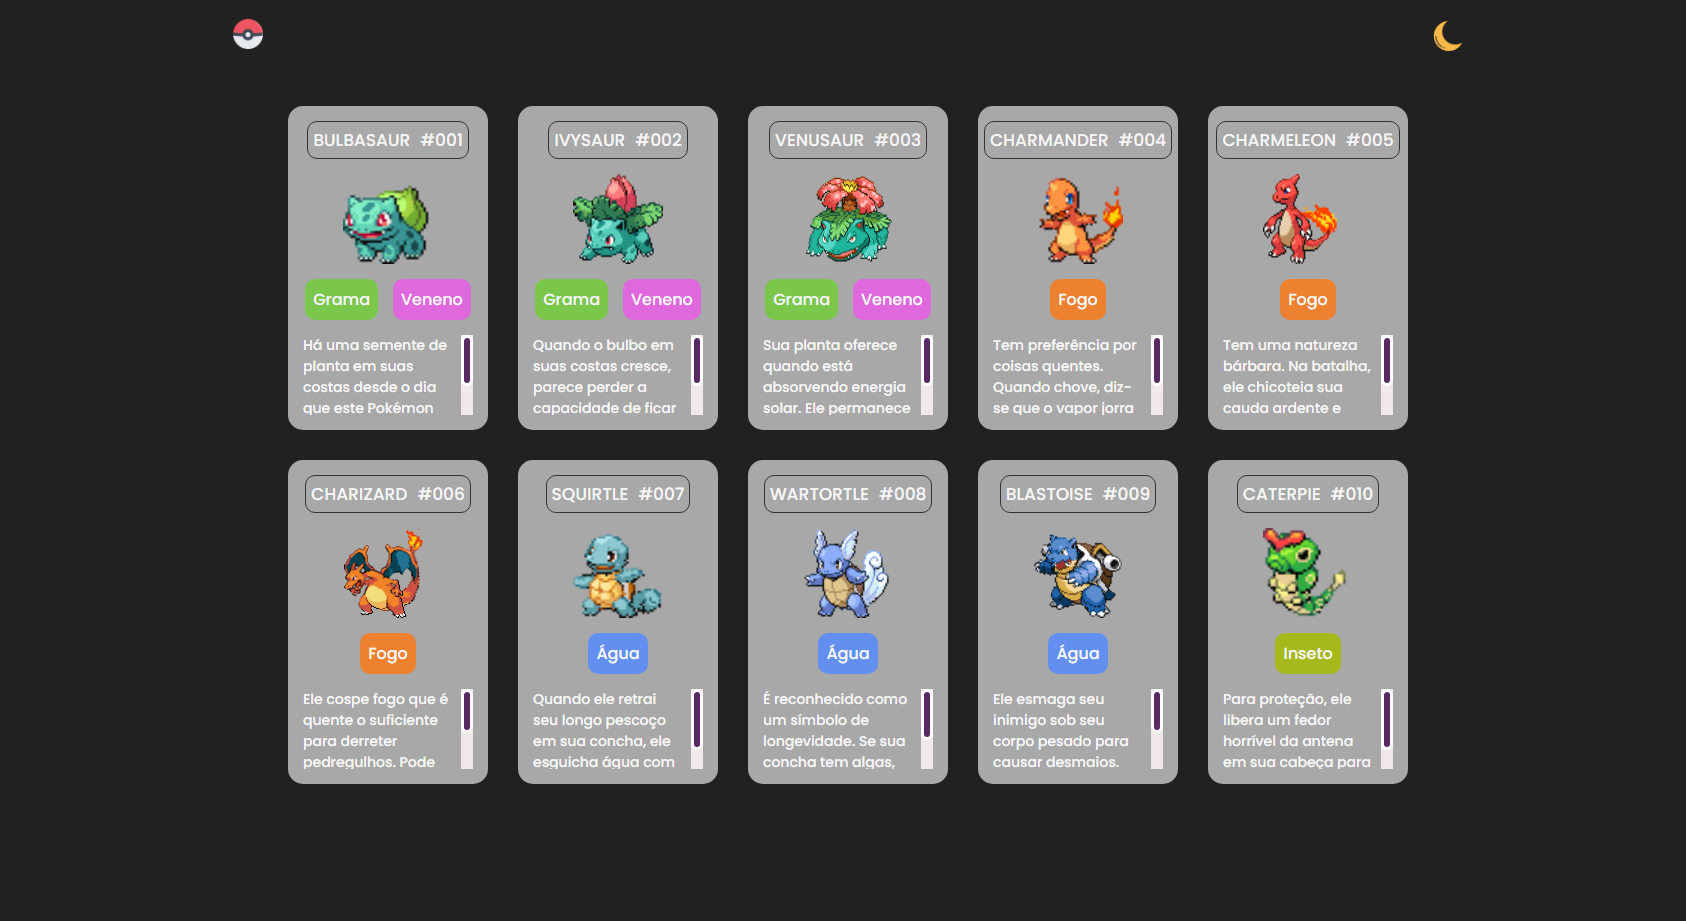 BULBASAUR #001
Grama Veneno
Há uma semente de
planta em suas
costas desde o dia
que este Pokémon
IVYSAUR #002
Grama Veneno
Quando o bulbo em
suas costas cresce,
parece perder a
capacidade de ficar
VENUSAUR #003
Grama Veneno
Sua planta oferece
quando está
absorvendo energia
solar. Ele permanece
CHARMANDER #004
Fogo
Tem preferência por
coisas quentes.
Quando chove, diz-
se que o vapor jorra
CHARMELEON #005
Fogo
Tem uma natureza
bárbara. Na batalha,
ele chicoteia sua
cauda ardente e
CHARIZARD #006
Fogo
Ele cospe fogo que é
quente o suficiente
para derreter
pedregulhos. Pode
SQUIRTLE #007
Água
Quando ele retrai
seu longo pescoço
em sua concha, ele
esguicha água com
WARTORTLE #008
Água
É reconhecido como
um símbolo de
longevidade. Se sua
concha tem algas,
BLASTOISE #009
Água
Ele esmaga seu
inimigo sob seu
corpo pesado para
causar desmaios.
CATERPIE #010
Inseto
Para proteção, ele
libera um fedor
horrível da antena
em sua cabeça para